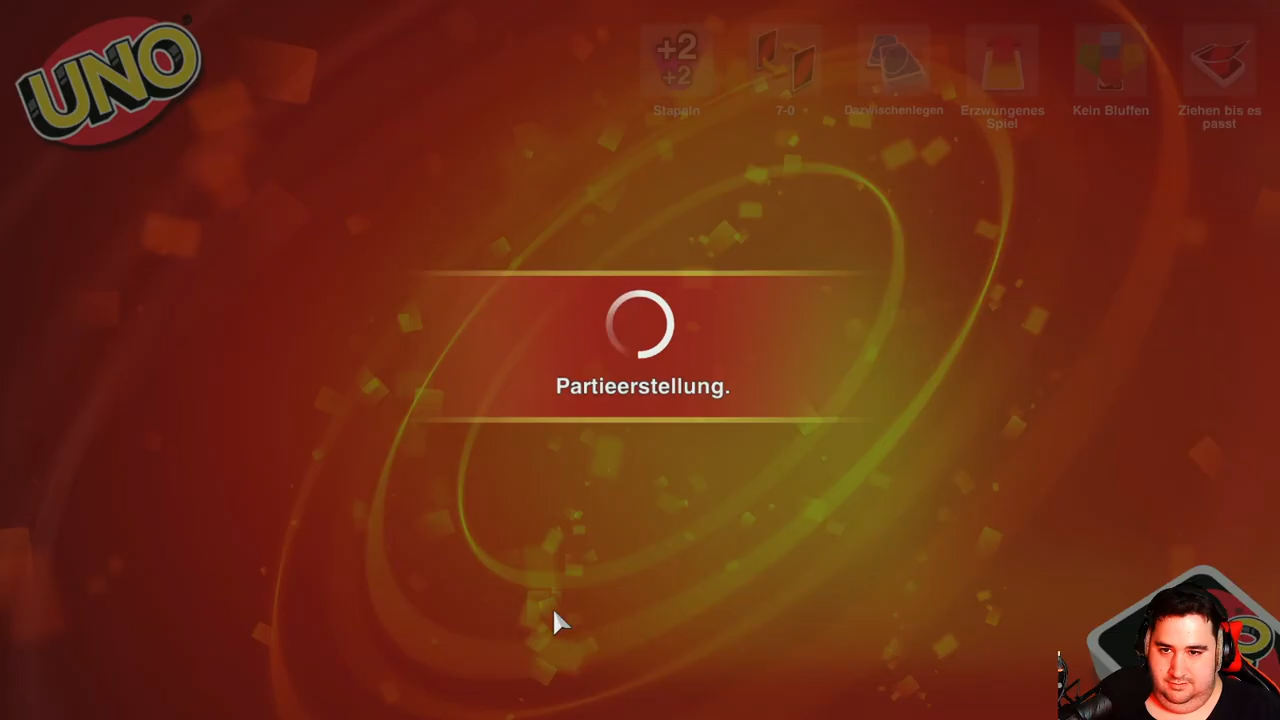 UNO
+2
+2
Stapeln
7-0
Dazwischenlegen
Erzwungenes
Spiel
Kein Bluffen
Ziehen bis es
passt
Partieerstellung.